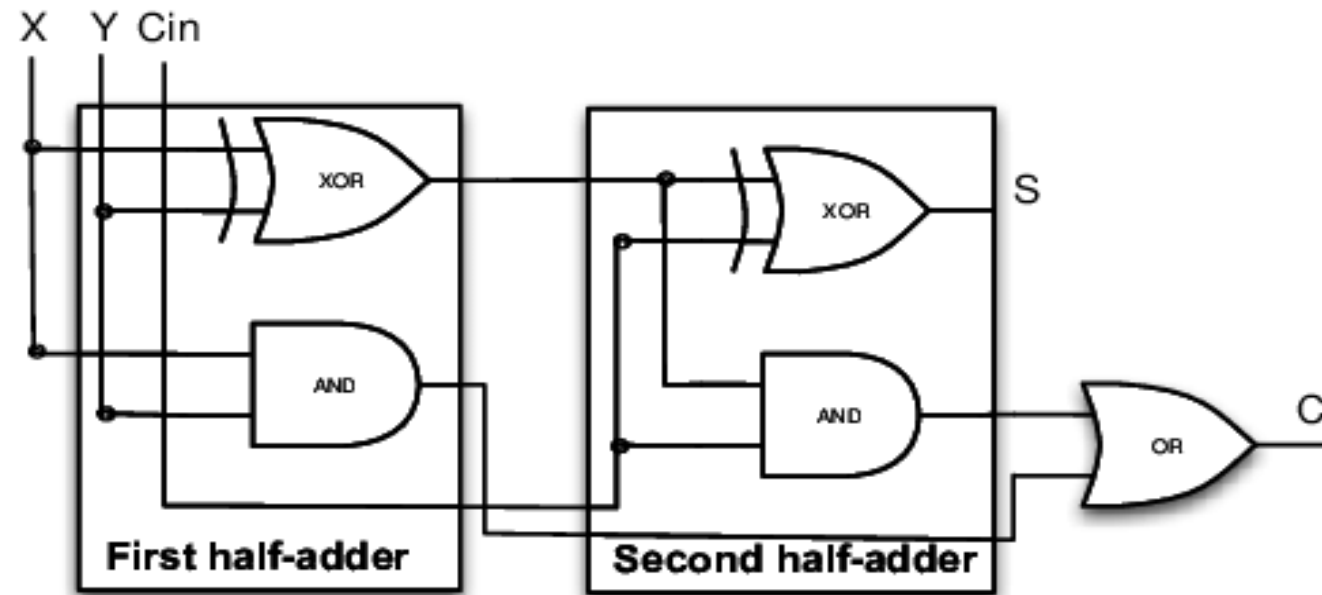 X Y Cin
XOR
XOR
S
AND
AND
OR
C
First half-adder
Second half-adder